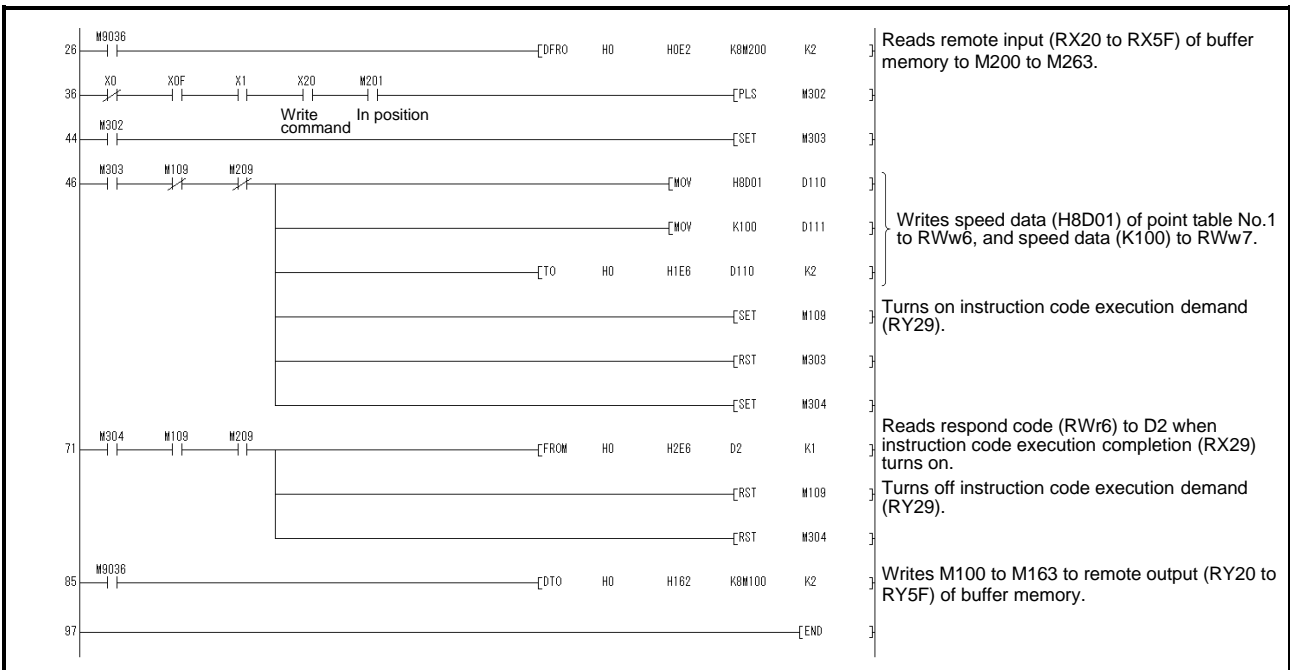 M9036
26 [DFRO H0 H0E2 K8M200 K2 ]
Reads remote input (RX20 to RX5F) of buffer
memory to M200 to M263.
X0 X0F X1 X20 M201
36 [PLS M302 ]
Write In position
command
M302
44 [SET M303 ]
M303 M109 M209
46 [MOV H8D01 D110 ]
[MOV K100 D111 ]
Writes speed data (H8D01) of point table No.1
to RWw6, and speed data (K100) to RWw7.
[TO H0 H1E6 D110 K2 ]
[SET M109 ]
Turns on instruction code execution demand
(RY29).
[RST M303 ]
[SET M304 ]
M304 M109 M209
71 [FROM H0 H2E6 D2 K1 ]
Reads respond code (RWr6) to D2 when
instruction code execution completion (RX29)
turns on.
[RST M109 ]
Turns off instruction code execution demand
(RY29).
[RST M304 ]
M9036
85 [DTO H0 H162 K8M100 K2 ]
Writes M100 to M163 to remote output (RY20 to
RY5F) of buffer memory.
97 [END ]